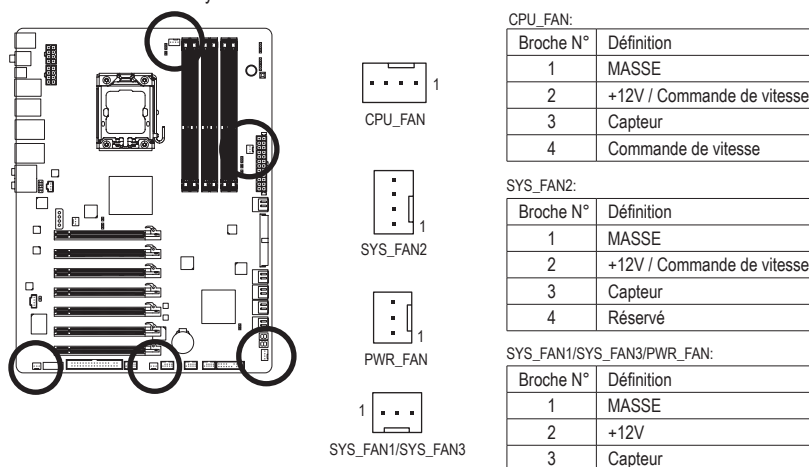 CPU_FAN:
Broche N° Définition
1 MASSE
2 +12V / Commande de vitesse
3 Capteur
4 Commande de vitesse
SYS_FAN2:
Broche N° Définition
1 MASSE
2 +12V / Commande de vitesse
3 Capteur
4 Réservé
SYS_FAN1/SYS_FAN3/PWR_FAN:
Broche N° Définition
1 MASSE
2 +12V
3 Capteur
1
CPU_FAN
1
SYS_FAN2
1
PWR_FAN
1
SYS_FAN1/SYS_FAN3